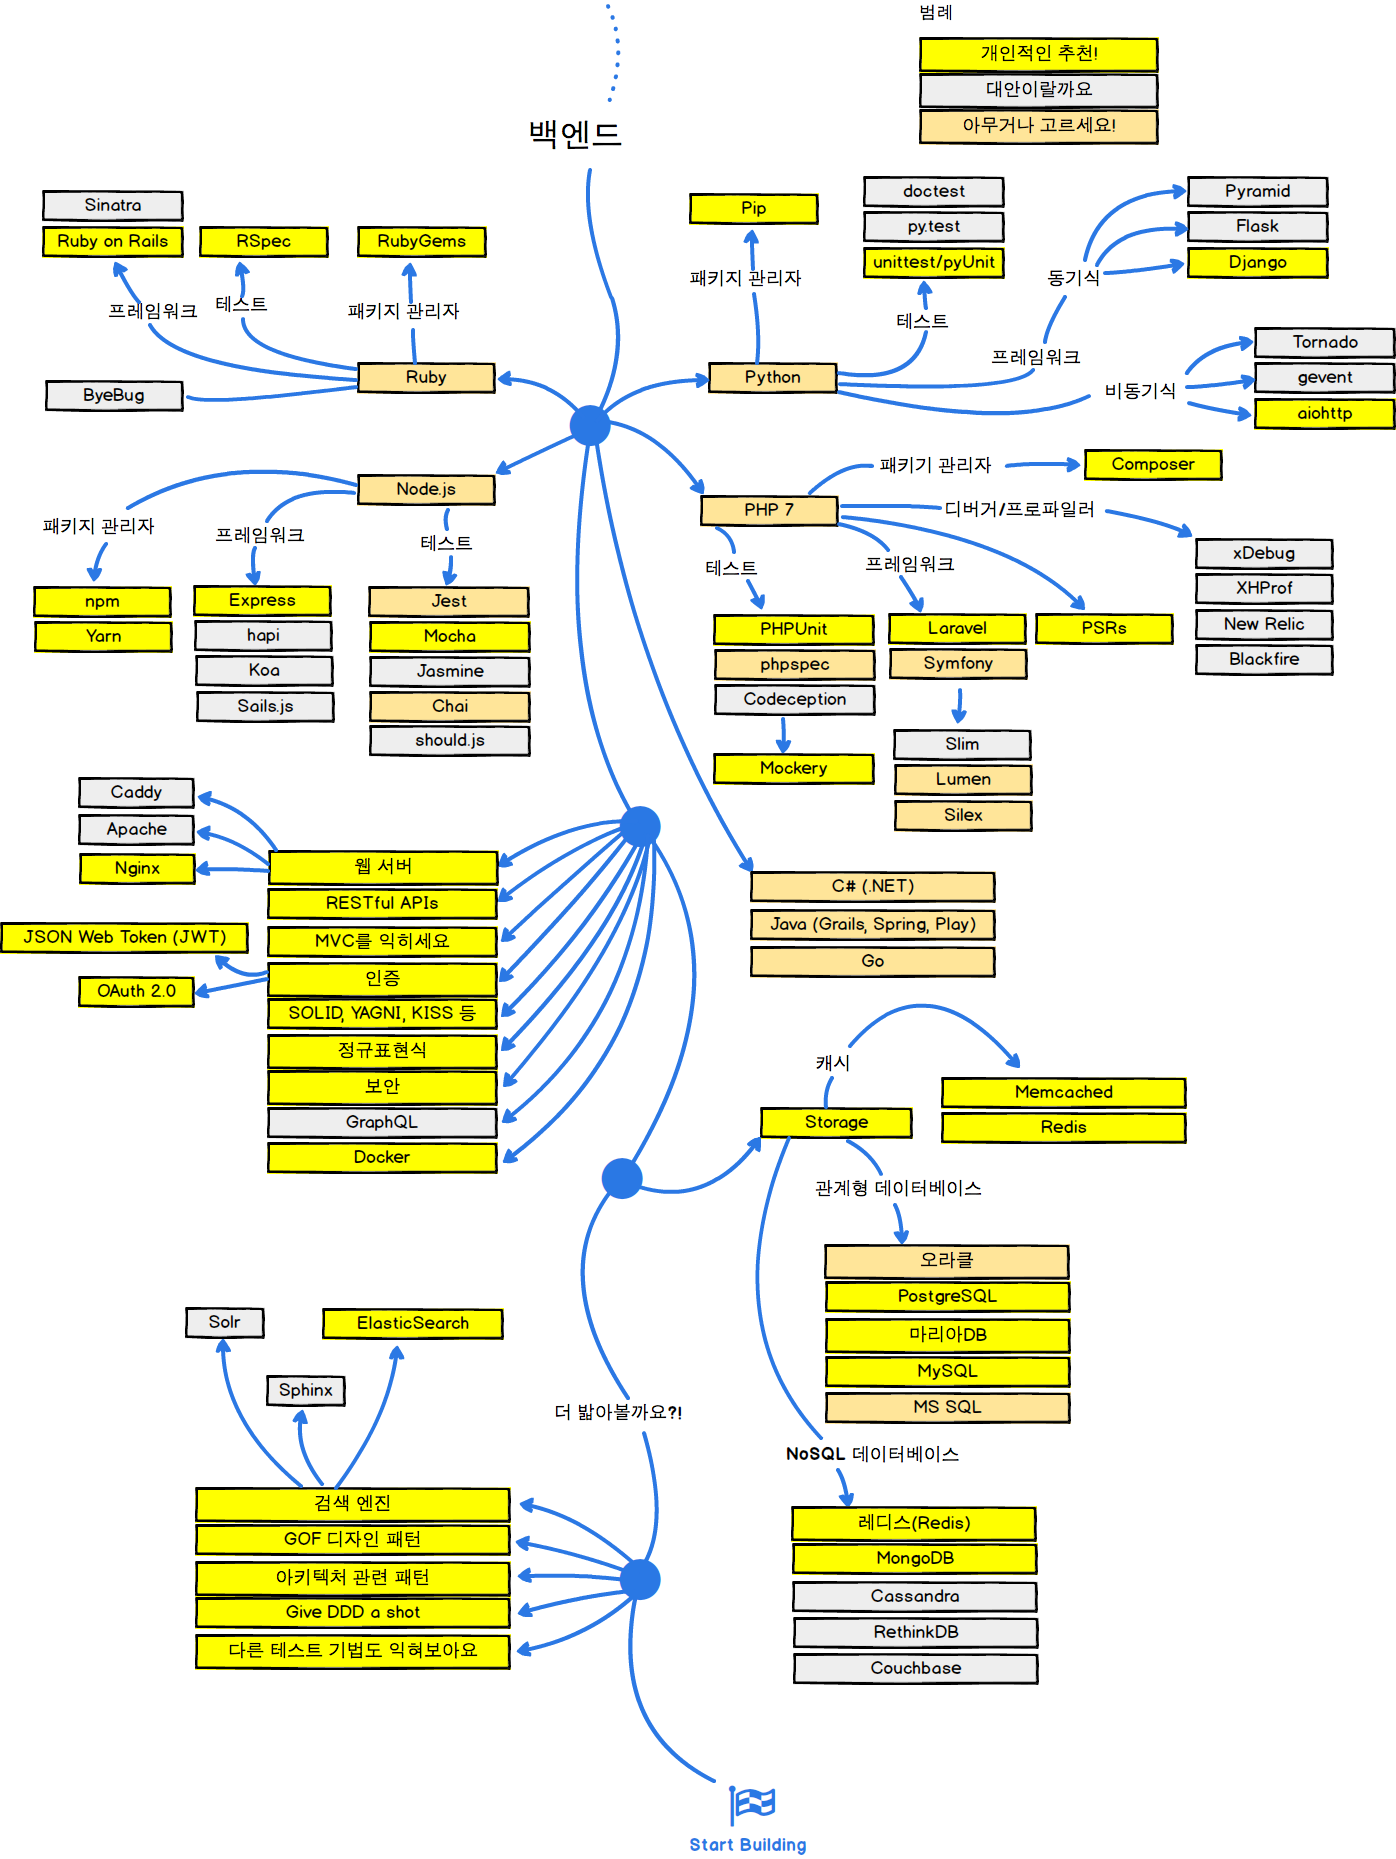 범례
개인적인 추천!
대안이랄까요
아무거나 고르세요!
백엔드
Sinatra
Ruby on Rails
RSpec
RubyGems
프레임워크
테스트
패키지 관리자
Ruby
ByeBug
Pip
패키지 관리자
doctest
py.test
unittest/pyUnit
테스트
Python
Pyramid
Flask
Django
동기식
프레임워크
비동기식
Tornado
gevent
aiohttp
Node.js
패키지 관리자
npm
Yarn
프레임워크
Express
hapi
Koa
Sails.js
테스트
Jest
Mocha
Jasmine
Chai
should.js
PHP 7
패키기 관리자
Composer
디버거/프로파일러
xDebug
XHProf
New Relic
Blackfire
테스트
PHPUnit
phpspec
Codeception
Mockery
프레임워크
Laravel
Symfony
Slim
Lumen
Silex
PSRs
C# (.NET)
Java (Grails, Spring, Play)
Go
Caddy
Apache
Nginx
웹 서버
RESTful APIs
MVC를 익히세요
인증
JSON Web Token (JWT)
OAuth 2.0
SOLID, YAGNI, KISS 등
정규표현식
보안
GraphQL
Docker
캐시
Memcached
Redis
Storage
관계형 데이터베이스
오라클
PostgreSQL
마리아DB
MySQL
MS SQL
NoSQL 데이터베이스
레디스(Redis)
MongoDB
Cassandra
RethinkDB
Couchbase
더 밟아볼까요?!
Solr
Sphinx
ElasticSearch
검색 엔진
GOF 디자인 패턴
아키텍처 관련 패턴
Give DDD a shot
다른 테스트 기법도 익혀보아요
Start Building